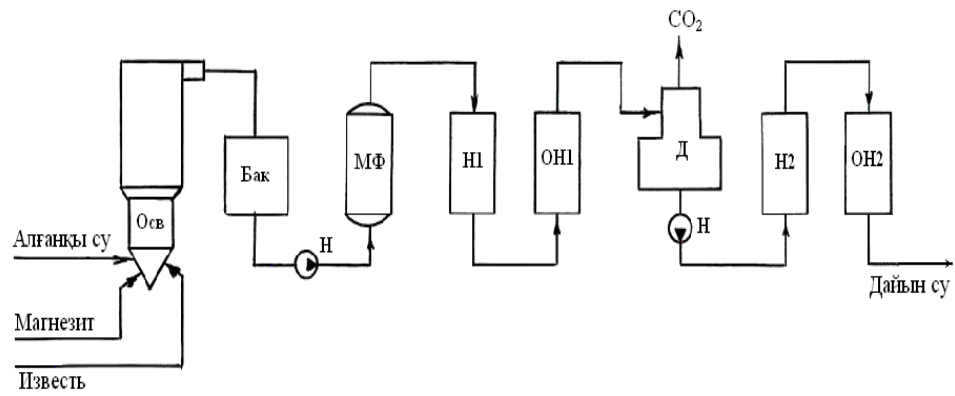 CO₂
Осв
Бак
Н
МФ
Н1
ОН1
Д
Н
Н2
ОН2
Алғанқы су
Дайын су
Магнезит
Известь